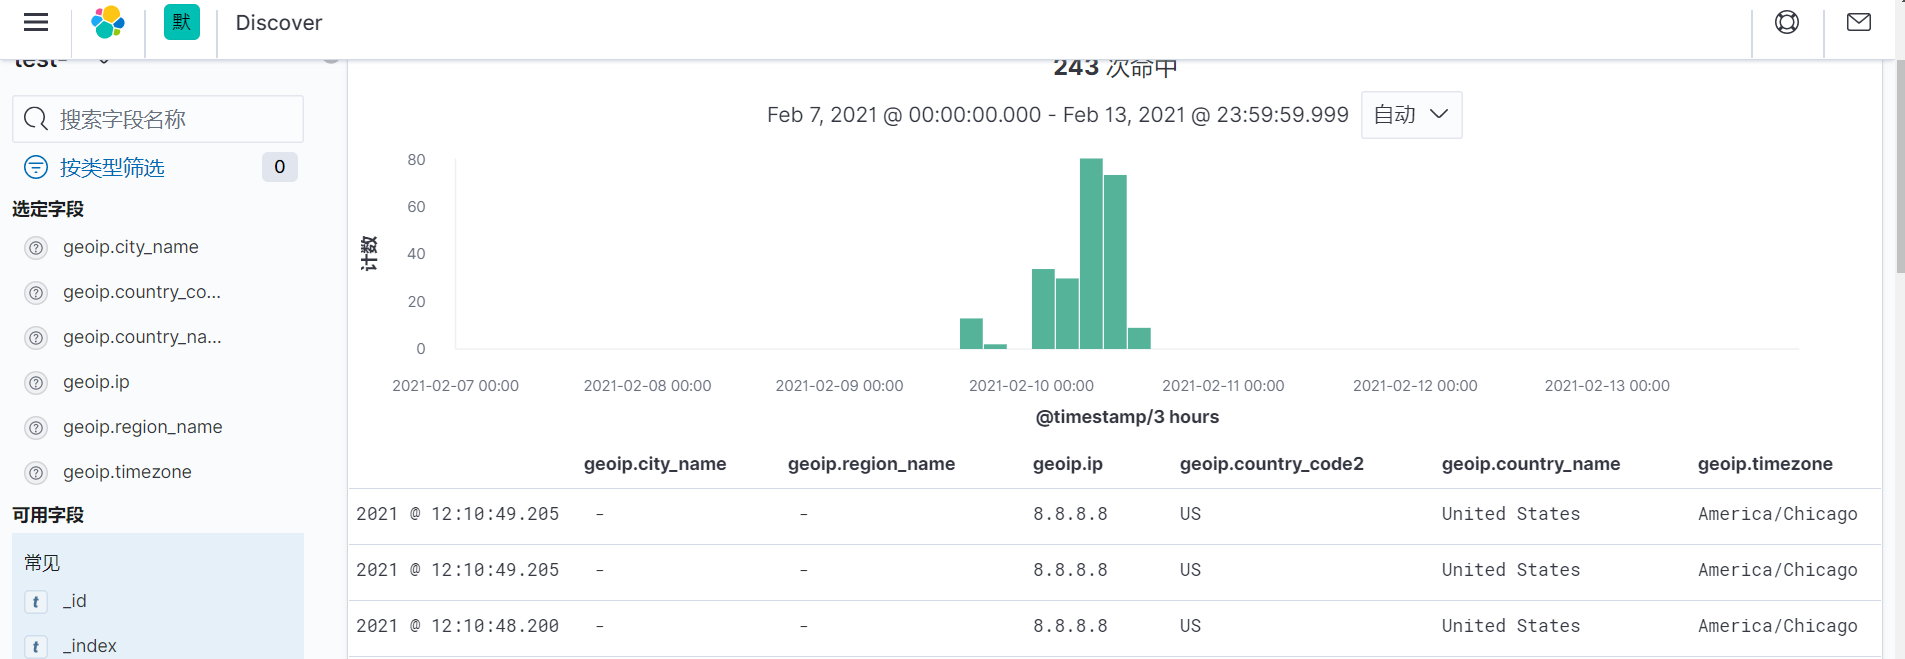 默 Discover
test-
搜索字段名称
按类型筛选 0
选定字段
geoip.city_name
geoip.country_co...
geoip.country_na...
geoip.ip
geoip.region_name
geoip.timezone
可用字段
常见
t _id
t _index
243 次命中
Feb 7, 2021 @ 00:00:00.000 - Feb 13, 2021 @ 23:59:59.999 自动
计数
80
60
40
20
0
2021-02-07 00:00 2021-02-08 00:00 2021-02-09 00:00 2021-02-10 00:00 2021-02-11 00:00 2021-02-12 00:00 2021-02-13 00:00
@timestamp/3 hours
geoip.city_name geoip.region_name geoip.ip geoip.country_code2 geoip.country_name geoip.timezone
2021 @ 12:10:49.205 - - 8.8.8.8 US United States America/Chicago
2021 @ 12:10:49.205 - - 8.8.8.8 US United States America/Chicago
2021 @ 12:10:48.200 - - 8.8.8.8 US United States America/Chicago